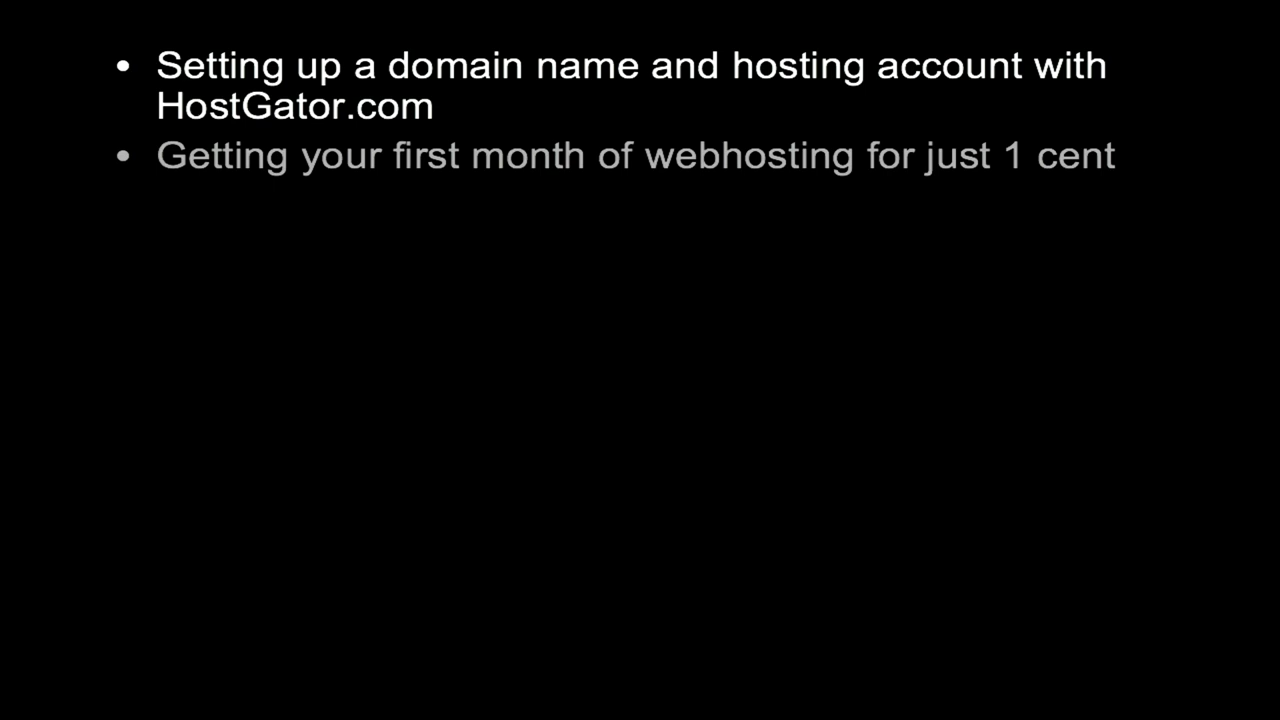 • Setting up a domain name and hosting account with
HostGator.com
• Getting your first month of webhosting for just 1 cent